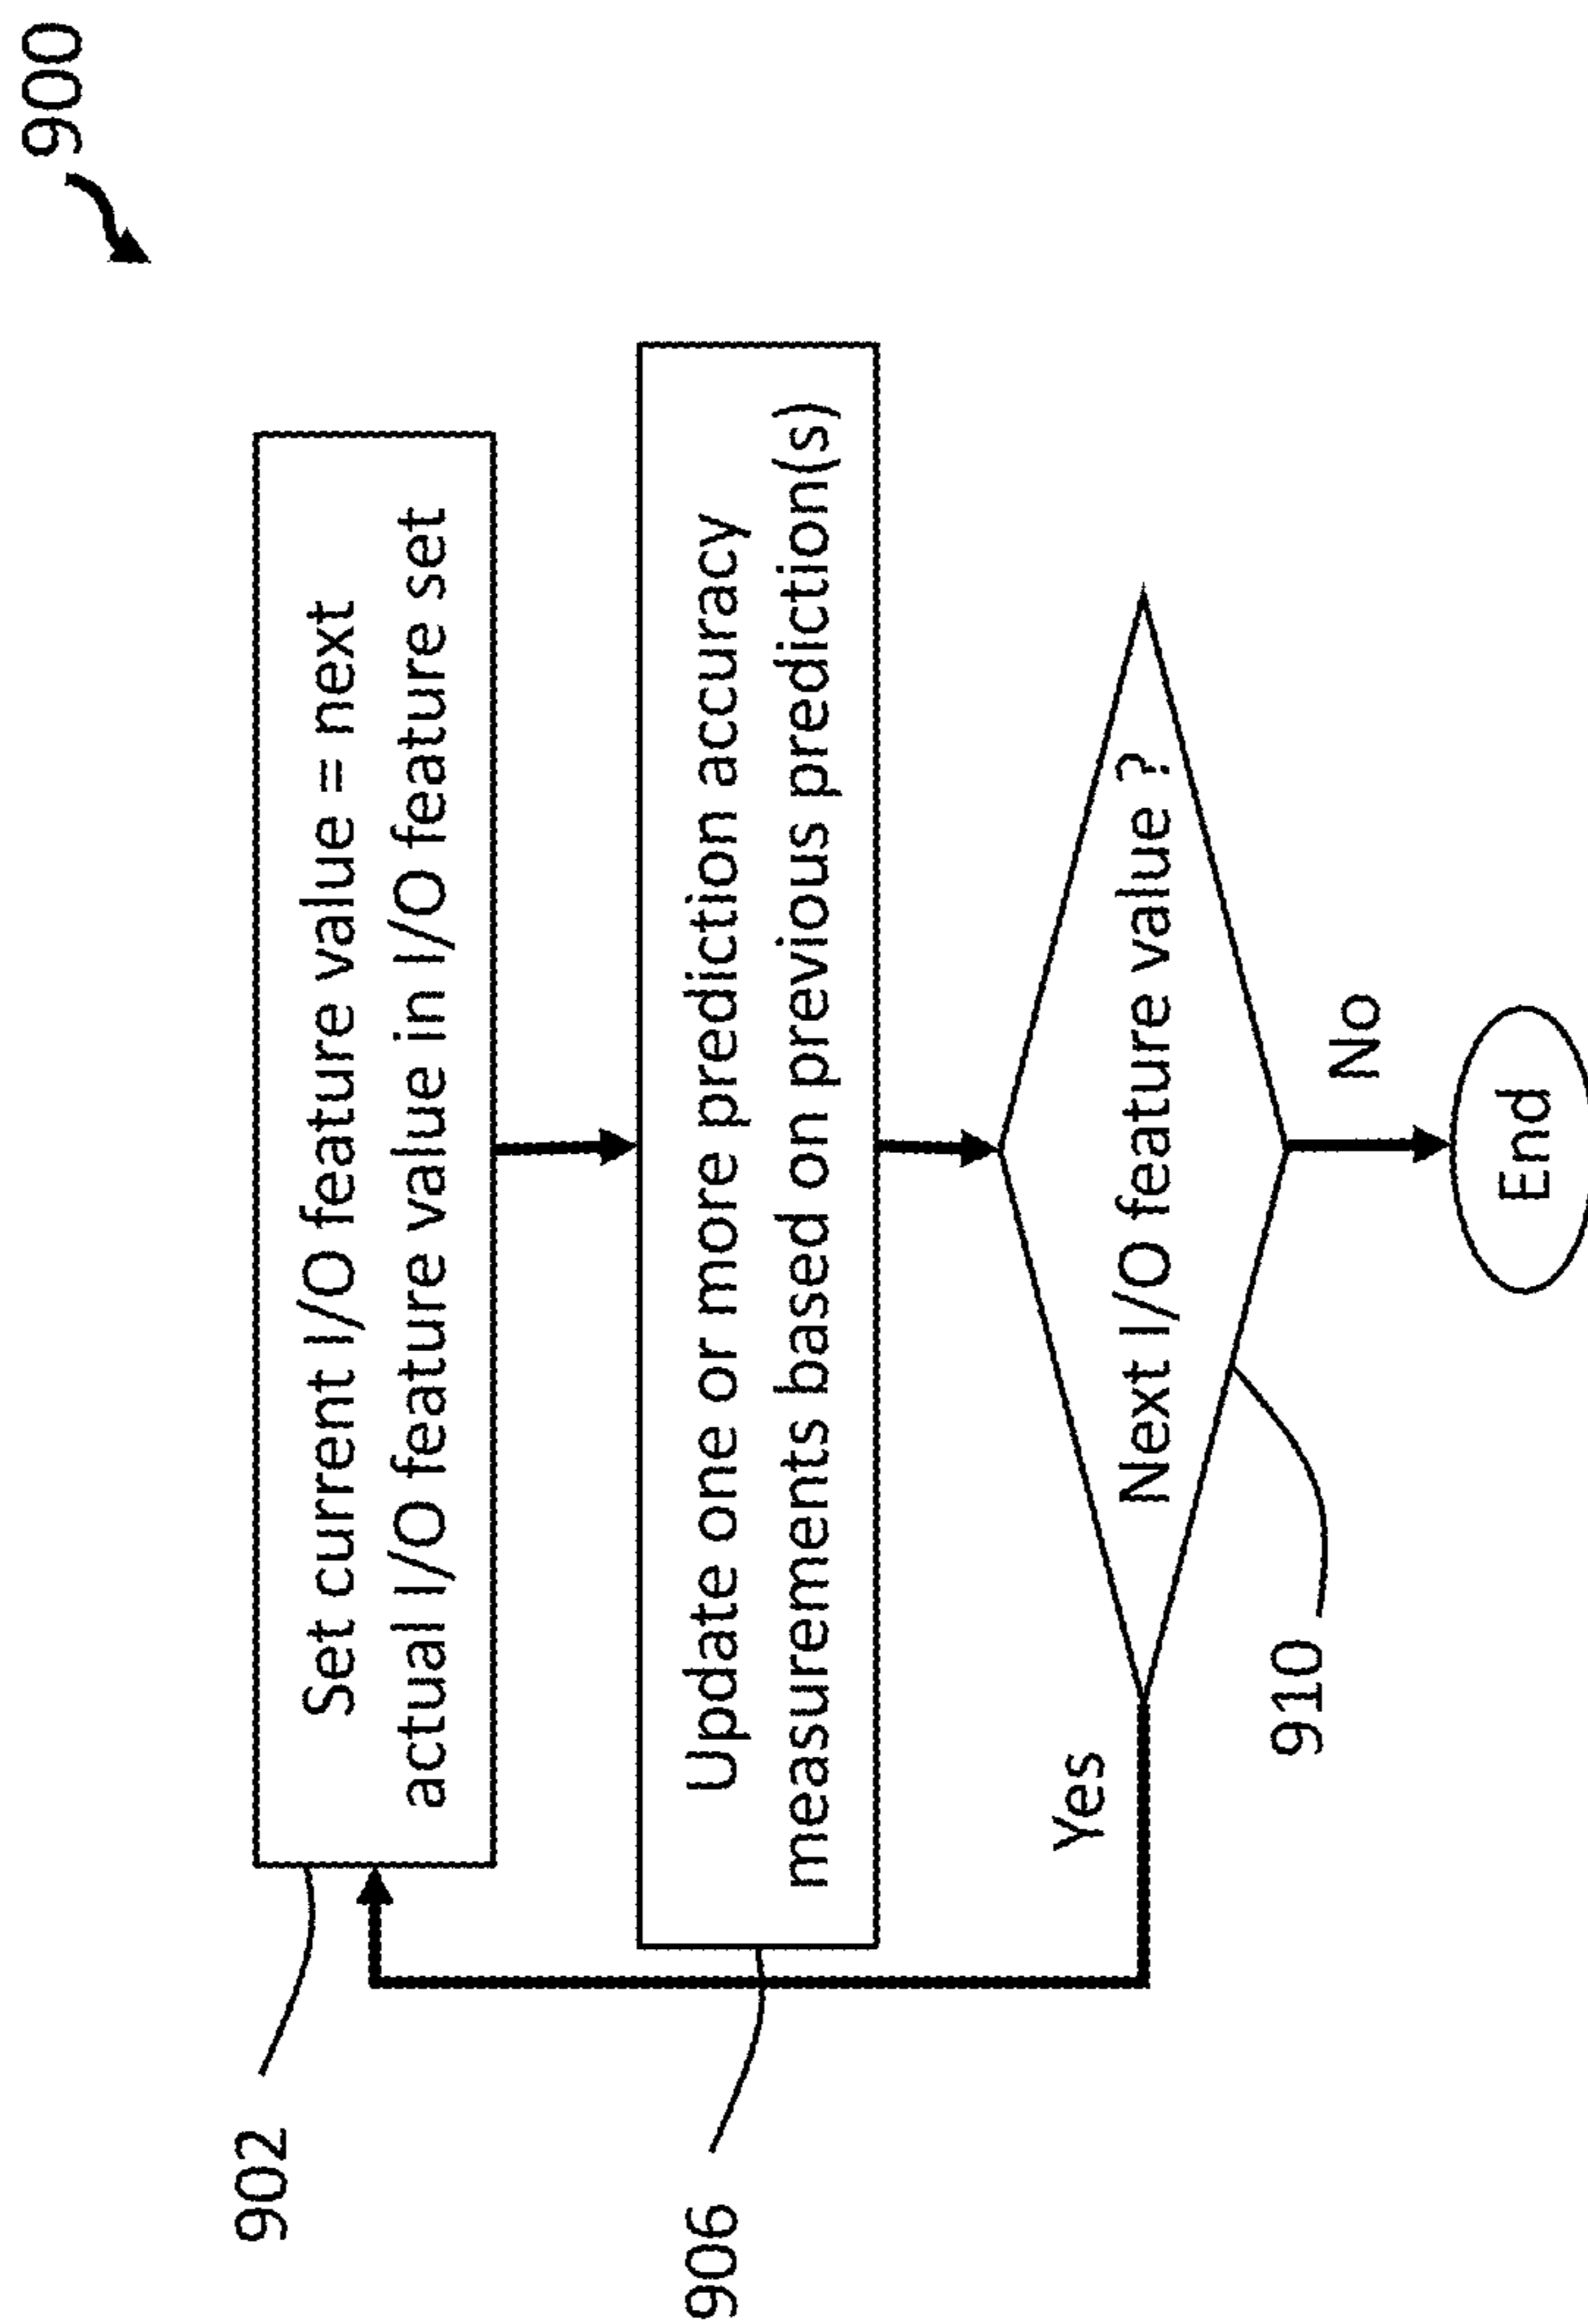 900
902
Set current I/O feature value = next
actual I/O feature value in I/O feature set
906
Update one or more prediction accuracy
measurements based on previous prediction(s)
Yes
Next I/O feature value ?
910
No
End